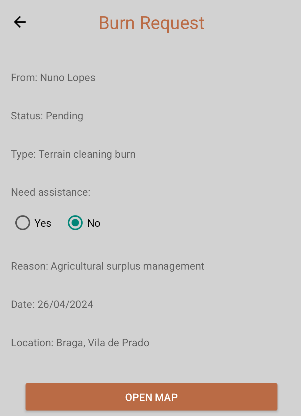 Burn Request
From: Nuno Lopes
Status: Pending
Type: Terrain cleaning burn
Need assistance:
Yes No
Reason: Agricultural surplus management
Date: 26/04/2024
Location: Braga, Vila de Prado
OPEN MAP